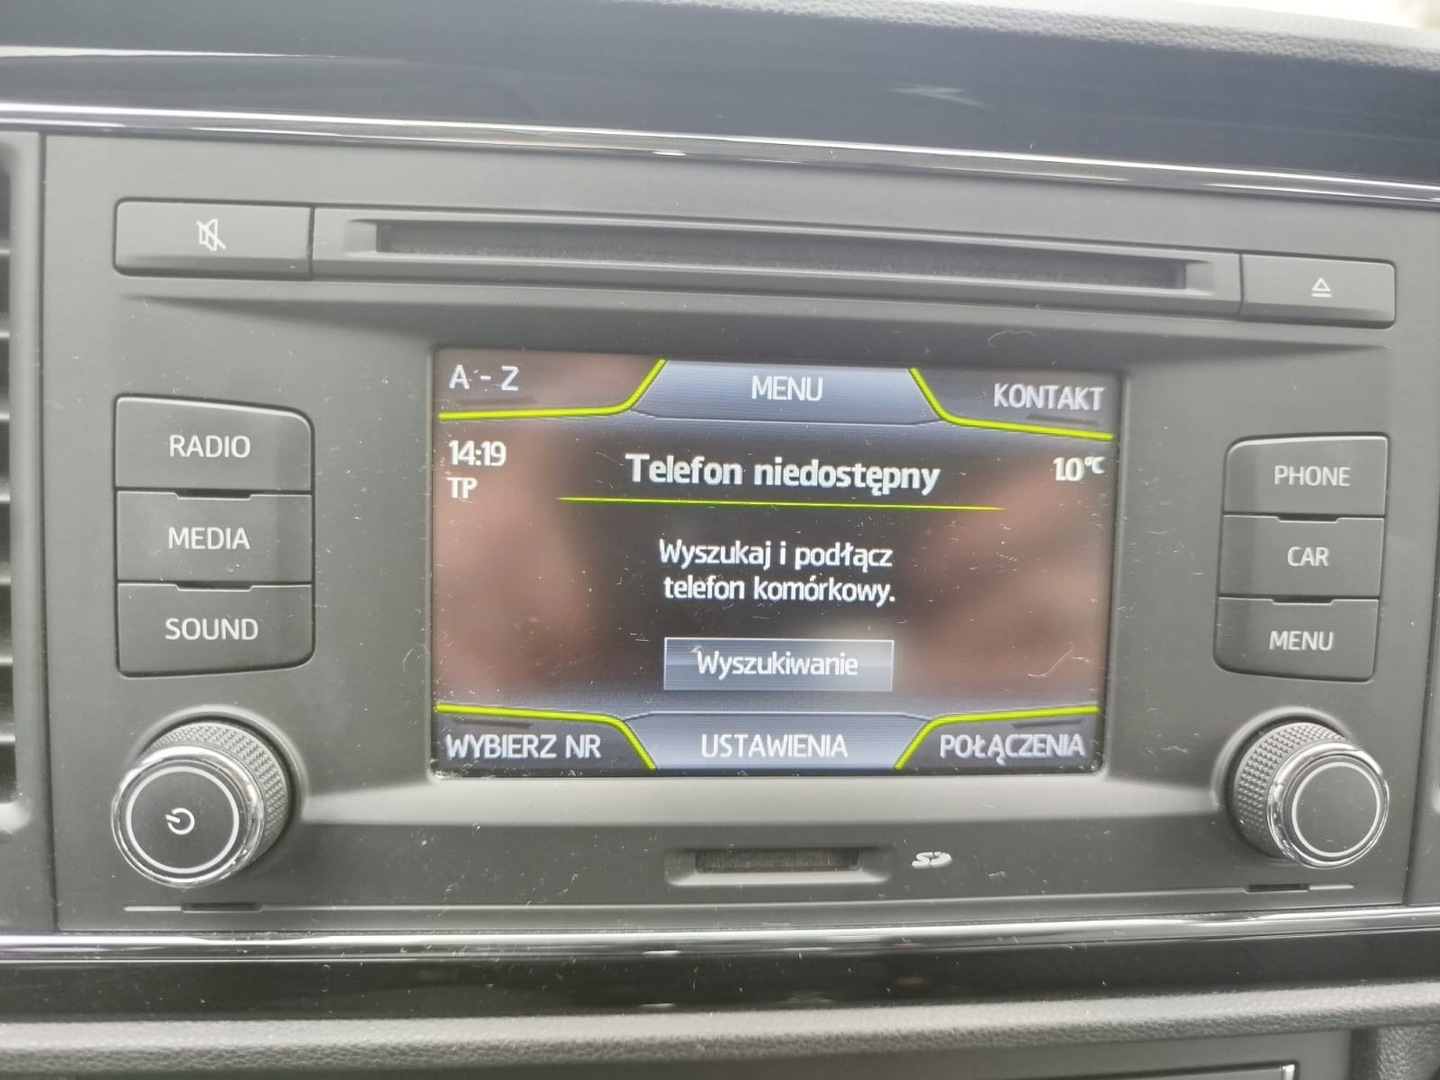 A - Z
MENU
KONTAKT
14:19
TP
Telefon niedostępny
1.0°C
Wyszukaj i podłącz
telefon komórkowy.
Wyszukiwanie
WYBIERZ NR
USTAWIENIA
POŁĄCZENIA
RADIO
MEDIA
SOUND
PHONE
CAR
MENU
SD